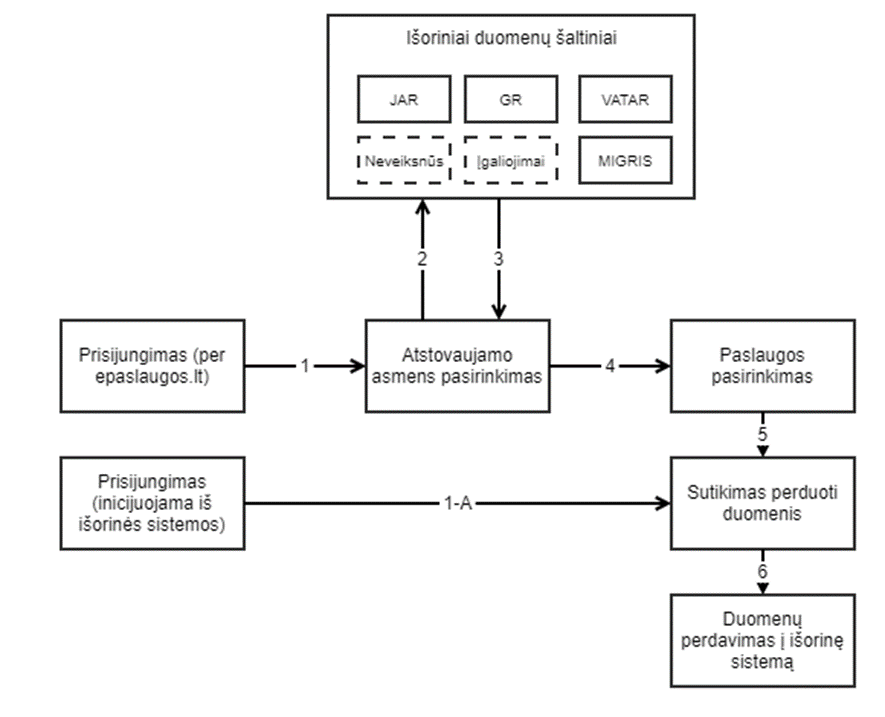 Išoriniai duomenų šaltiniai
JAR
GR
VATAR
Neveiksnūs
Įgaliojimai
MIGRIS
2
3
Prisijungimas (per
epaslaugos.lt)
1
Atstovaujamo
asmens pasirinkimas
4
Paslaugos
pasirinkimas
5
Prisijungimas
(inicijuojama iš
išorinės sistemos)
1-A
Sutikimas perduoti
duomenis
6
Duomenų
perdavimas į išorinę
sistemą